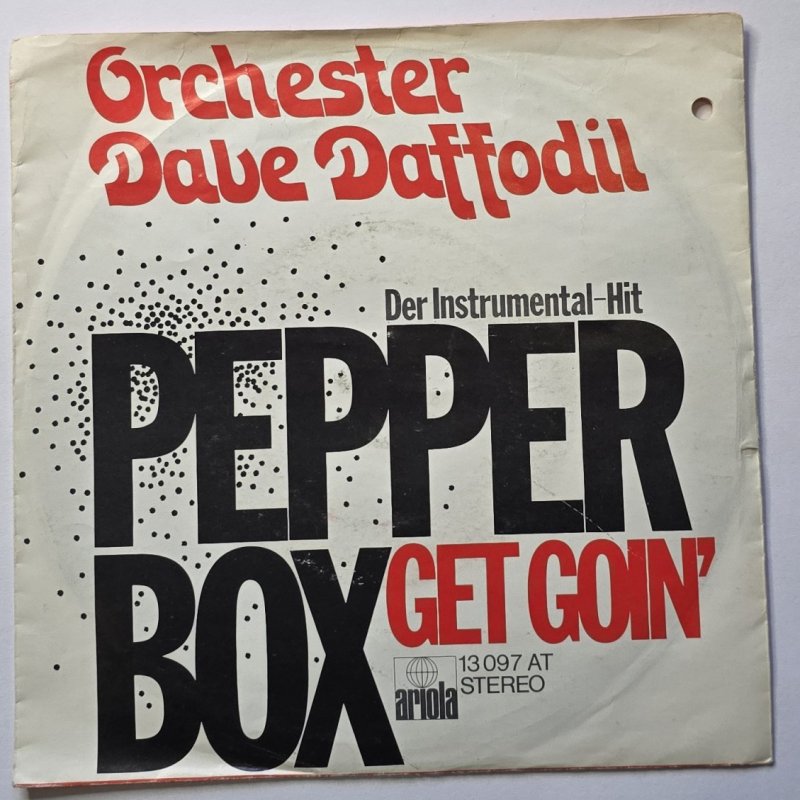 Orchester
Dave Daffodil
Der Instrumental-Hit
PEPPER
BOX
GET GOIN'
ariola
13 097 AT
STEREO